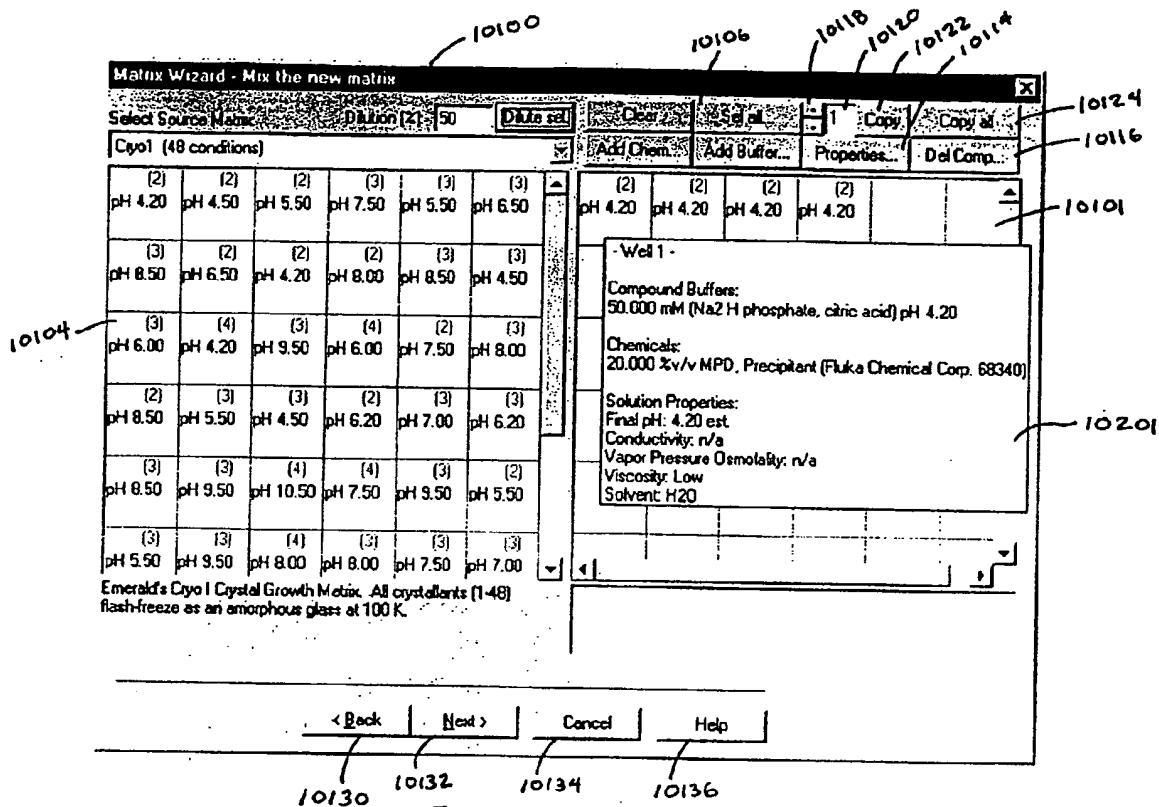 10100
10106
10118
10120
10122
10114
Matrix Wizard - Mix the new matrix
Select Source Matrix Dilution (%) 50 Dilute sel
Clear Sel all + - 1 Copy Copy all
10124
Cryo1 (48 conditions)
Add Chem... Add Buffer... Properties... Del Comp...
10116
(2) (2) (2) (3) (3) (3)
pH 4.20 pH 4.50 pH 5.50 pH 7.50 pH 5.50 pH 6.50
(2) (2) (2) (2)
pH 4.20 pH 4.20 pH 4.20 pH 4.20
10101
(3) (2) (2) (2) (3) (3)
pH 8.50 pH 6.50 pH 4.20 pH 8.00 pH 8.50 pH 4.50
10104
(3) (4) (3) (4) (2) (3)
pH 6.00 pH 4.20 pH 9.50 pH 6.00 pH 7.50 pH 8.00
(2) (3) (3) (2) (3) (3)
pH 8.50 pH 5.50 pH 4.50 pH 6.20 pH 7.00 pH 6.20
(3) (3) (4) (4) (3) (2)
pH 8.50 pH 9.50 pH 10.50 pH 7.50 pH 9.50 pH 5.50
(3) (3) (4) (3) (3) (3)
pH 5.50 pH 9.50 pH 8.00 pH 8.00 pH 7.50 pH 7.00
- Well 1 -
Compound Buffers:
50.000 mM (Na2 H phosphate, citric acid) pH 4.20
Chemicals:
20.000 %v/v MPD, Precipitant (Fluka Chemical Corp. 68340)
Solution Properties:
Final pH: 4.20 est.
Conductivity: n/a
Vapor Pressure Osmolality: n/a
Viscosity: Low
Solvent: H2O
10201
Emerald's Cryo I Crystal Growth Matrix. All crystallants (1-48)
flash-freeze as an amorphous glass at 100 K.
< Back Next > Cancel Help
10130
10132
10134
10136